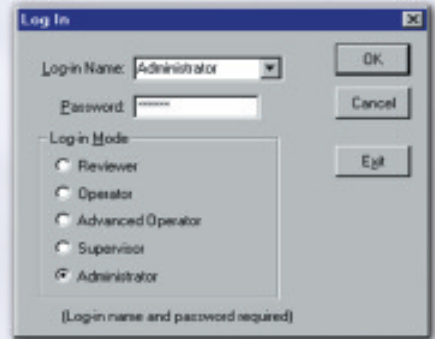 Log In
Log-in Name: Administrator
OK
Password: *******
Cancel
Log-in Mode
Exit
Reviewer
Operator
Advanced Operator
Supervisor
Administrator
(Log-in name and password required)